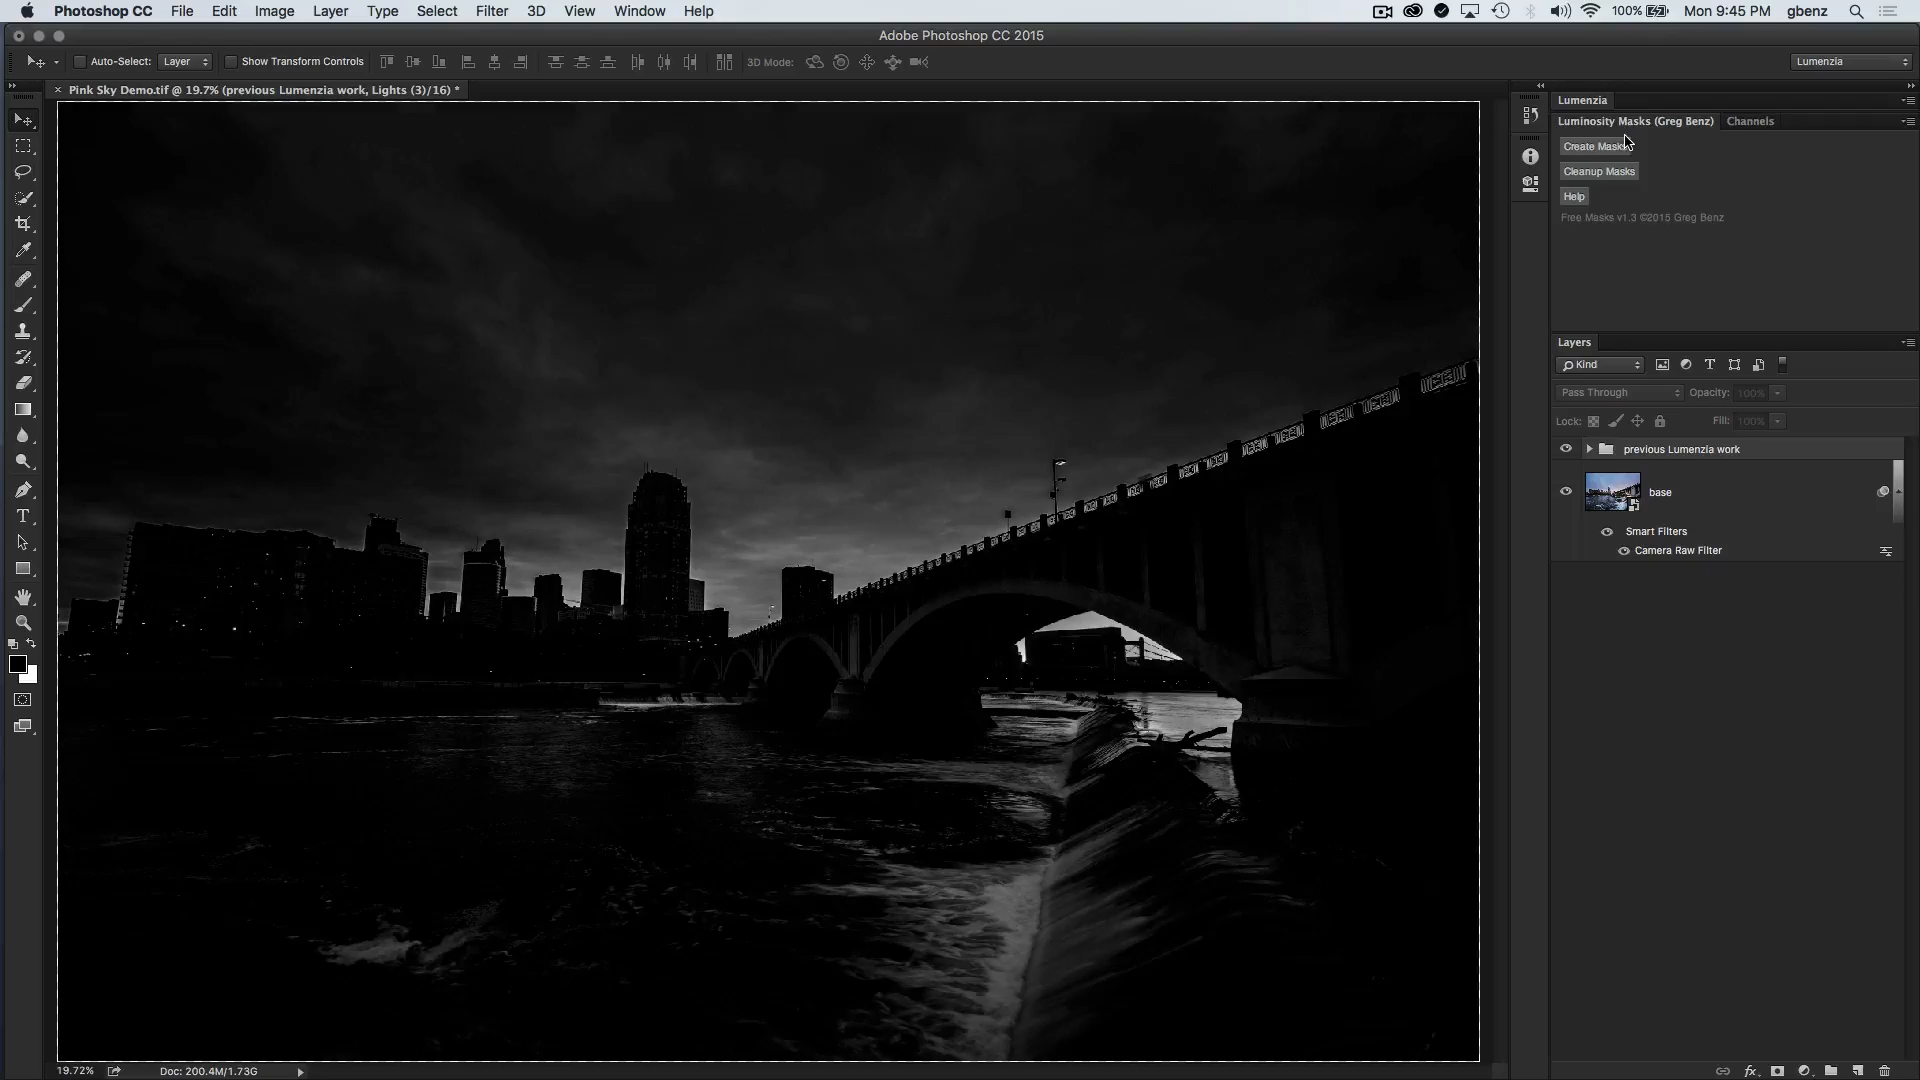 Photoshop CC File Edit Image Layer Type Select Filter 3D View Window Help 100% Mon 9:45 PM gbenz
Adobe Photoshop CC 2015
Auto-Select: Layer Show Transform Controls 3D Mode: Lumenzia
× Pink Sky Demo.tif @ 19.7% (previous Lumenzia work, Lights (3)/16) *
Lumenzia
Luminosity Masks (Greg Benz) Channels
Create Masks
Cleanup Masks
Help
Free Masks v1.3 ©2015 Greg Benz
Layers
Kind
Pass Through Opacity: 100%
Lock: Fill: 100%
previous Lumenzia work
base
Smart Filters
Camera Raw Filter
19.72% Doc: 200.4M/1.73G